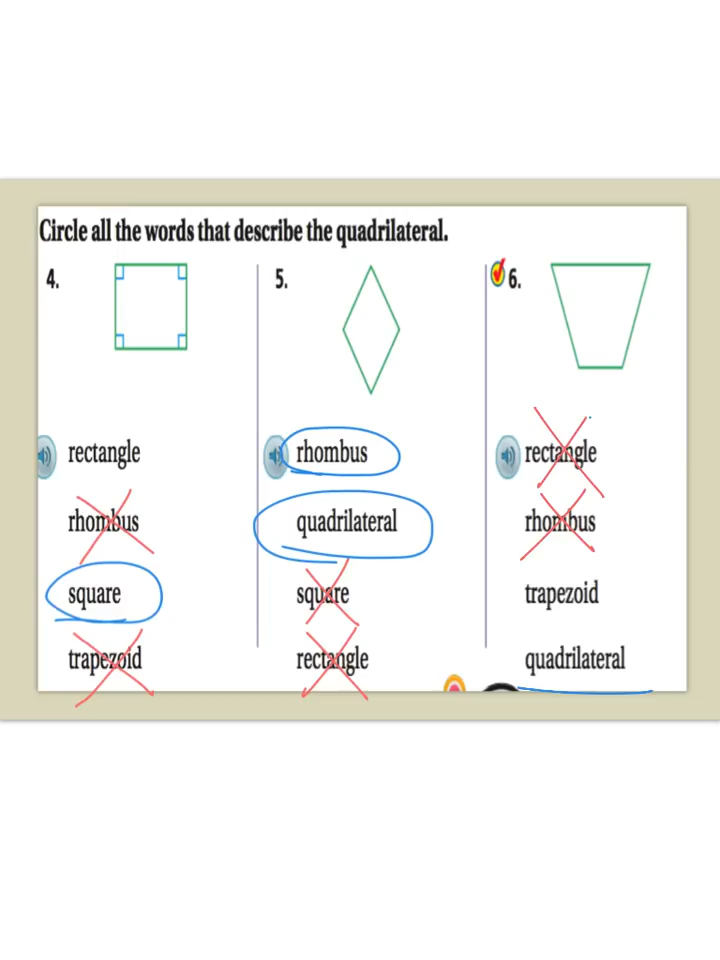 Circle all the words that describe the quadrilateral.
4. 5. 6.
rectangle rhombus rectangle
rhombus quadrilateral rhombus
square square trapezoid
trapezoid rectangle quadrilateral